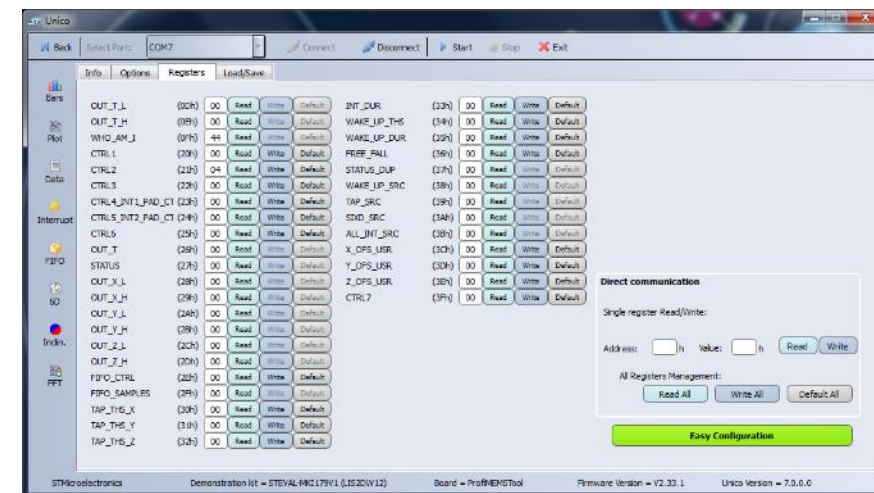 Unico
Back Select Port: COM7 Connect Disconnect Start Stop Exit
Info Options Registers Load/Save
Bars
Plot
Data
Interrupt
FIFO
6D
Inclin.
FFT
OUT_T_L (0Dh) 00 Read Write Default
OUT_T_H (0Eh) 00 Read Write Default
WHO_AM_I (0Fh) 44 Read Write Default
CTRL1 (20h) 00 Read Write Default
CTRL2 (21h) 04 Read Write Default
CTRL3 (22h) 00 Read Write Default
CTRL4_INT1_PAD_CT (23h) 00 Read Write Default
CTRL5_INT2_PAD_CT (24h) 00 Read Write Default
CTRL6 (25h) 00 Read Write Default
OUT_T (26h) 00 Read Write Default
STATUS (27h) 00 Read Write Default
OUT_X_L (28h) 00 Read Write Default
OUT_X_H (29h) 00 Read Write Default
OUT_Y_L (2Ah) 00 Read Write Default
OUT_Y_H (2Bh) 00 Read Write Default
OUT_Z_L (2Ch) 00 Read Write Default
OUT_Z_H (2Dh) 00 Read Write Default
FIFO_CTRL (2Eh) 00 Read Write Default
FIFO_SAMPLES (2Fh) 00 Read Write Default
TAP_THS_X (30h) 00 Read Write Default
TAP_THS_Y (31h) 00 Read Write Default
TAP_THS_Z (32h) 00 Read Write Default
INT_DUR (33h) 00 Read Write Default
WAKE_UP_THS (34h) 00 Read Write Default
WAKE_UP_DUR (35h) 00 Read Write Default
FREE_FALL (36h) 00 Read Write Default
STATUS_DUP (37h) 00 Read Write Default
WAKE_UP_SRC (38h) 00 Read Write Default
TAP_SRC (39h) 00 Read Write Default
SIXD_SRC (3Ah) 00 Read Write Default
ALL_INT_SRC (3Bh) 00 Read Write Default
X_OFS_USR (3Ch) 00 Read Write Default
Y_OFS_USR (3Dh) 00 Read Write Default
Z_OFS_USR (3Eh) 00 Read Write Default
CTRL7 (3Fh) 00 Read Write Default
Direct communication
Single register Read/Write:
Address: h Value: h Read Write
All Registers Management:
Read All Write All Default All
Easy Configuration
STMicroelectronics Demonstration kit = STEVAL-MKI179V1 (LIS2DW12) Board = ProfiMEMSTool Firmware Version = V2.33.1 Unico Version = 7.0.0.0